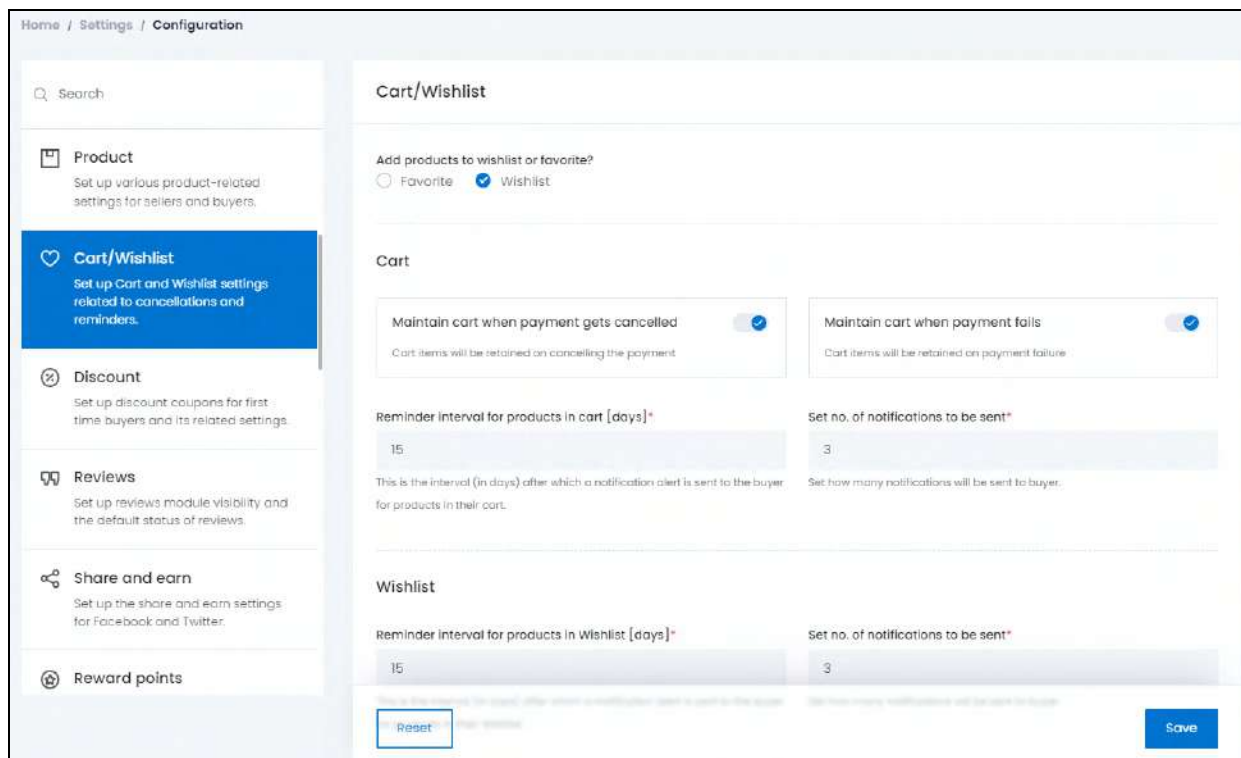 Home / Settings / Configuration
Search
Product
Set up various product-related
settings for sellers and buyers.
Cart/Wishlist
Set up Cart and Wishlist settings
related to cancellations and
reminders.
Discount
Set up discount coupons for first
time buyers and its related settings.
Reviews
Set up reviews module visibility and
the default status of reviews.
Share and earn
Set up the share and earn settings
for Facebook and Twitter.
Reward points
Cart/Wishlist
Add products to wishlist or favorite?
Favorite Wishlist
Cart
Maintain cart when payment gets cancelled
Cart items will be retained on cancelling the payment
Maintain cart when payment fails
Cart items will be retained on payment failure
Reminder interval for products in cart [days]*
15
This is the interval (in days) after which a notification alert is sent to the buyer
for products in their cart.
Set no. of notifications to be sent*
3
Set how many notifications will be sent to buyer.
Wishlist
Reminder interval for products in Wishlist [days]*
15
Set no. of notifications to be sent*
3
Reset
Save